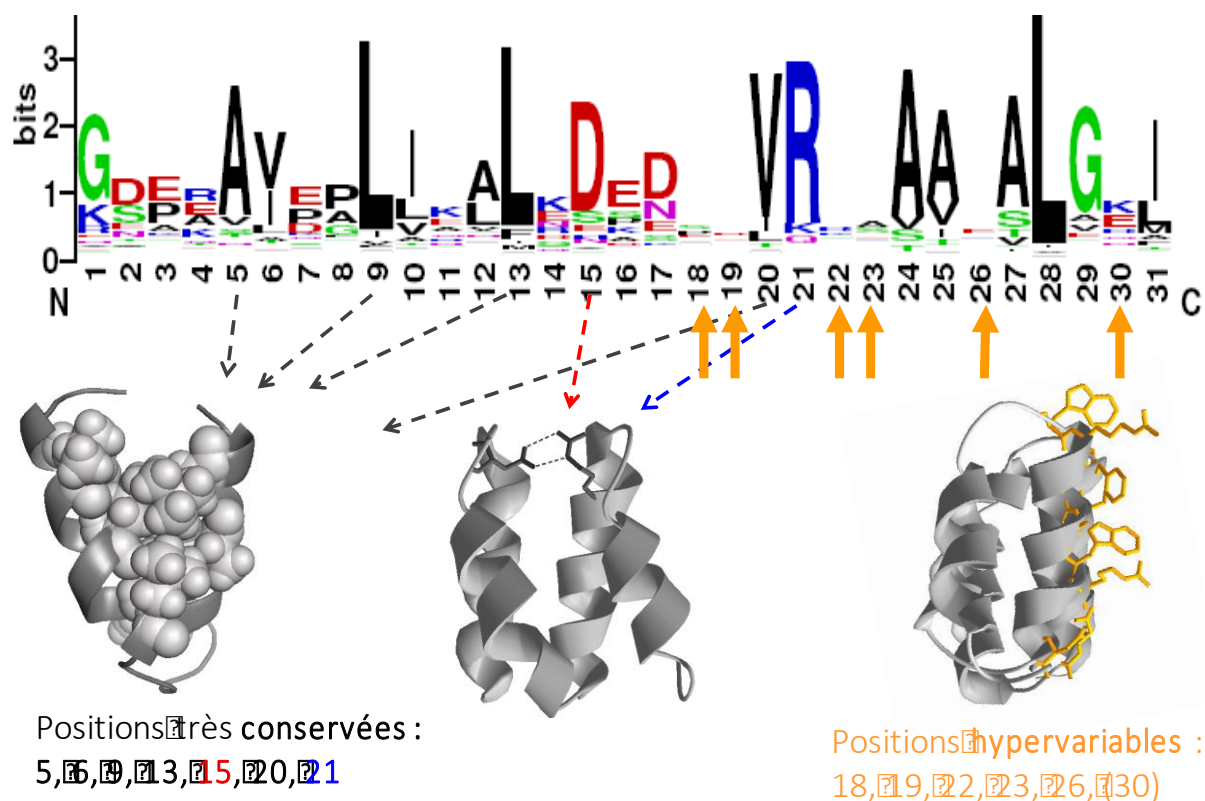 bits
3
2
1
0
G D E R A V E P L I K A L K D E D V R A A A A L G K I
1 2 3 4 5 6 7 8 9 10 11 12 13 14 15 16 17 18 19 20 21 22 23 24 25 26 27 28 29 30 31
N C
Positions très conservées :
5, 6, 9, 13, 15, 20, 21
Positions hypervariables :
18, 19, 22, 23, 26, (30)